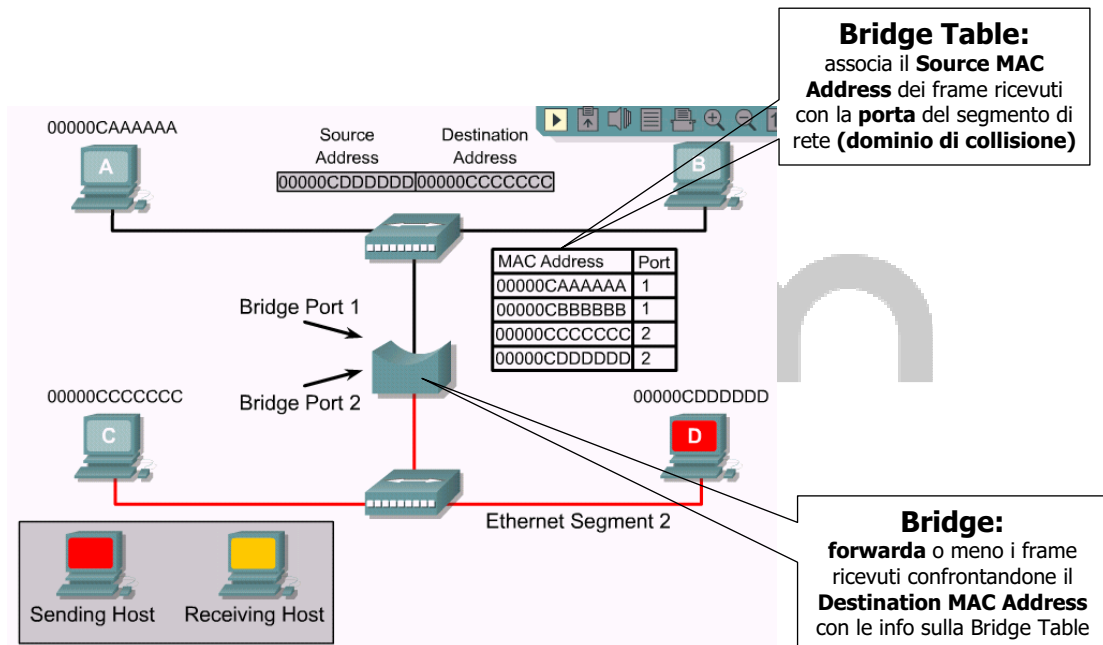 Bridge Table:
associa il Source MAC
Address dei frame ricevuti
con la porta del segmento di
rete (dominio di collisione)
00000CAAAAAA
Source
Address
Destination
Address
00000CDDDDDD 00000CCCCCCC
A
B
MAC Address Port
00000CAAAAAA 1
00000CBBBBBB 1
00000CCCCCCC 2
00000CDDDDDD 2
Bridge Port 1
Bridge Port 2
00000CCCCCCC
00000CDDDDDD
C
D
Ethernet Segment 2
Sending Host
Receiving Host
Bridge:
forwarda o meno i frame
ricevuti confrontandone il
Destination MAC Address
con le info sulla Bridge Table